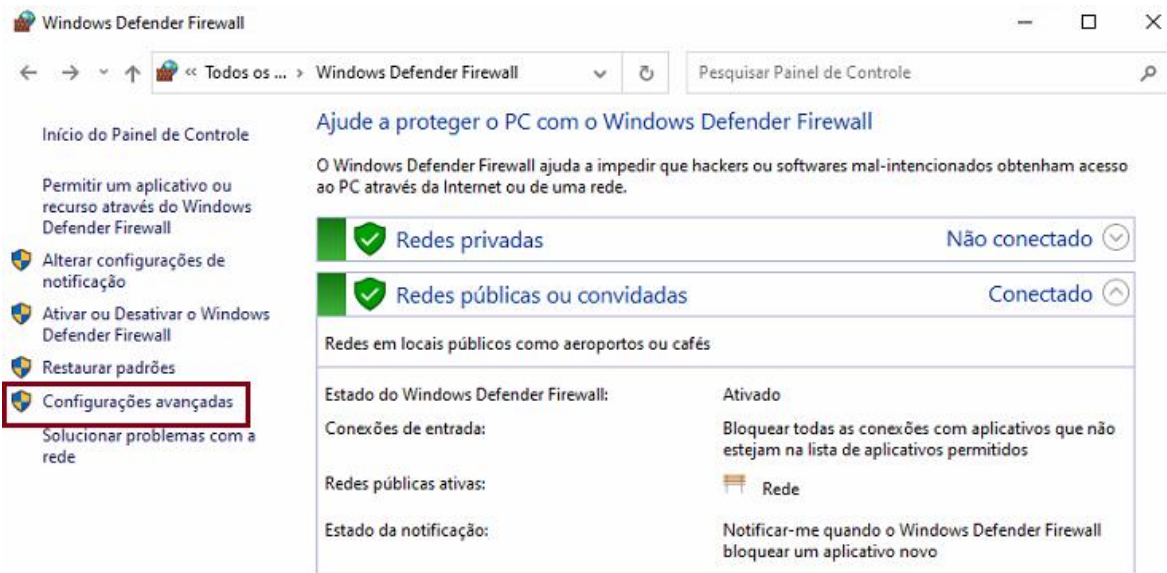 Windows Defender Firewall
« Todos os ... › Windows Defender Firewall
Pesquisar Painel de Controle
Início do Painel de Controle
Permitir um aplicativo ou
recurso através do Windows
Defender Firewall
Alterar configurações de
notificação
Ativar ou Desativar o Windows
Defender Firewall
Restaurar padrões
Configurações avançadas
Solucionar problemas com a
rede
Ajude a proteger o PC com o Windows Defender Firewall
O Windows Defender Firewall ajuda a impedir que hackers ou softwares mal-intencionados obtenham acesso
ao PC através da Internet ou de uma rede.
Redes privadas Não conectado
Redes públicas ou convidadas Conectado
Redes em locais públicos como aeroportos ou cafés
Estado do Windows Defender Firewall: Ativado
Conexões de entrada: Bloquear todas as conexões com aplicativos que não
estejam na lista de aplicativos permitidos
Redes públicas ativas: Rede
Estado da notificação: Notificar-me quando o Windows Defender Firewall
bloquear um aplicativo novo